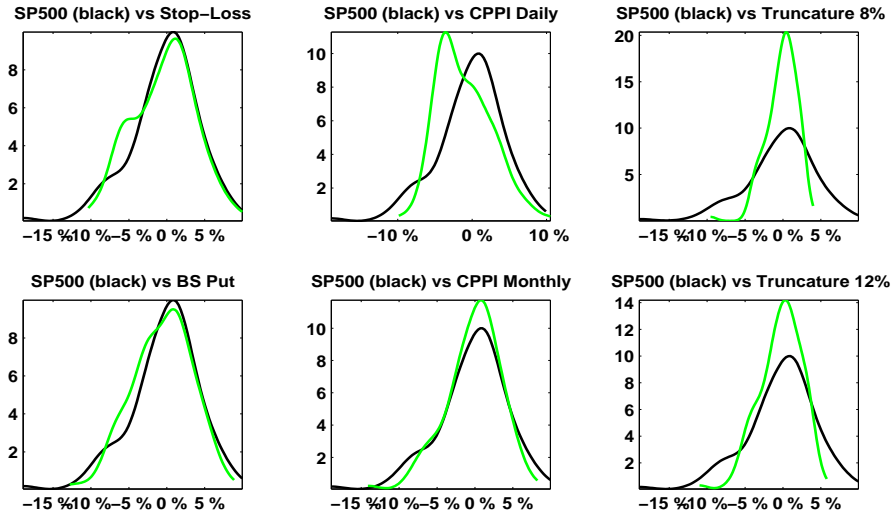 SP500 (black) vs Stop−Loss
SP500 (black) vs CPPI Daily
SP500 (black) vs Truncature 8%
8
6
4
2
−15 % −10 % −5 % 0 % 5 %
10
8
6
4
2
−10 % 0 % 10 %
20
15
10
5
−15 % −10 % −5 % 0 % 5 %
SP500 (black) vs BS Put
SP500 (black) vs CPPI Monthly
SP500 (black) vs Truncature 12%
8
6
4
2
−15 % −10 % −5 % 0 % 5 %
10
8
6
4
2
−15 % −10 % −5 % 0 % 5 %
14
12
10
8
6
4
2
−15 % −10 % −5 % 0 % 5 %